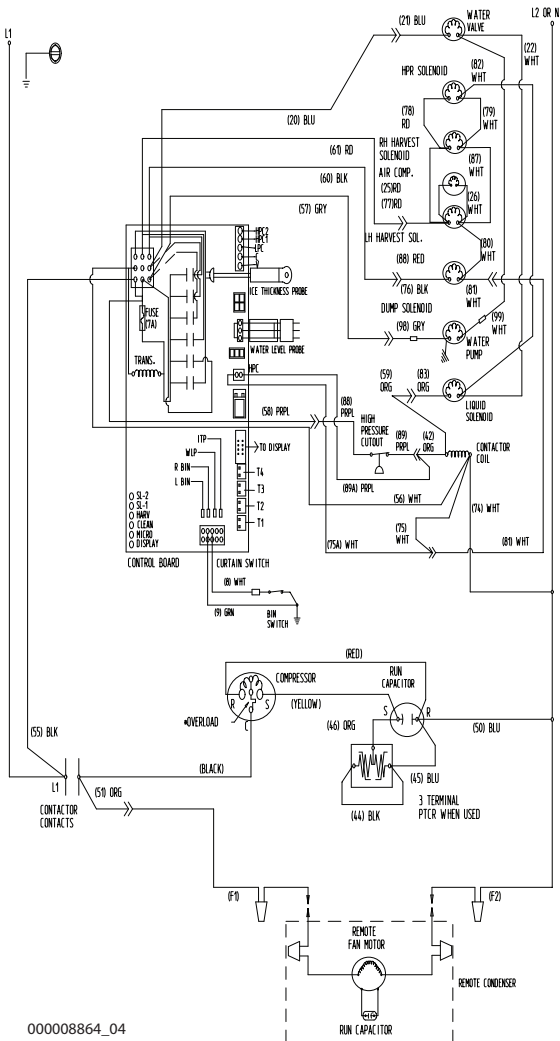 L1
L2 OR N
(21) BLU
WATER
VALVE
(22)
WHT
HPR SOLENOID
(82)
WHT
(20) BLU
(78)
RD
(79)
WHT
RH HARVEST
SOLENOID
(61) RD
(87)
WHT
AIR COMP.
(60) BLK
(25)RD
(77)RD
(26)
WHT
(57) GRY
LH HARVEST SOL.
(80)
WHT
HPC2
HPC1
LPC
C
(88) RED
(76) BLK
(81)
WHT
ICE THICKNESS PROBE
DUMP SOLENOID
(99)
WHT
FUSE
(7A)
(98) GRY
WATER
PUMP
WATER LEVEL PROBE
TRANS.
HPC
(59)
ORG
(83)
ORG
LIQUID
SOLENOID
(58) PRPL
(88)
PRPL
HIGH
PRESSURE
CUTOUT
(89)
PRPL
(42)
ORG
CONTACTOR
COIL
ITP
WLP
R BIN
L BIN
TO DISPLAY
T4
T3
T2
T1
(89A) PRPL
(56) WHT
(74) WHT
SL-2
SL-1
HARV
CLEAN
MICRO
DISPLAY
(75)
WHT
(75A) WHT
(81) WHT
CONTROL BOARD
CURTAIN SWITCH
(8) WHT
(9) GRN
BIN
SWITCH
(RED)
COMPRESSOR
RUN
CAPACITOR
R
S
(YELLOW)
S
R
*OVERLOAD
C
(46) ORG
(50) BLU
(55) BLK
(BLACK)
(45) BLU
L1
(51) ORG
3 TERMINAL
PTCR WHEN USED
CONTACTOR
CONTACTS
(44) BLK
(F1)
(F2)
REMOTE
FAN MOTOR
REMOTE CONDENSER
RUN CAPACITOR
000008864_04